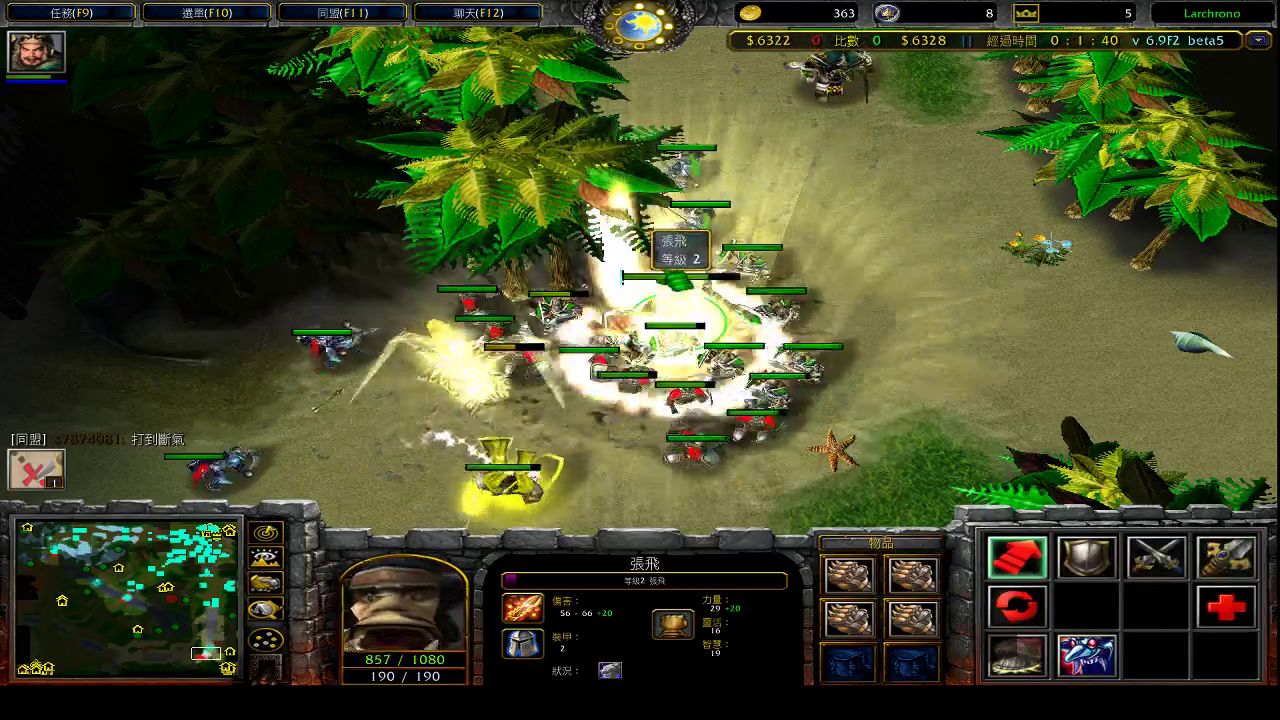 任務(F9)
選單(F10)
同盟(F11)
聊天(F12)
363
8
5
Larchrono
$6322 0 比數 0 $6328 || 經過時間 0 : 1 : 40 v 6.9F2 beta5
張飛
等級 2
[同盟] s7874081: 打到斷氣
1
張飛
等級2 張飛
傷害：
56 - 66 +20
裝甲：
2
狀況：
力量：
29 +20
靈活：
16
智慧：
19
物品
857 / 1080
190 / 190